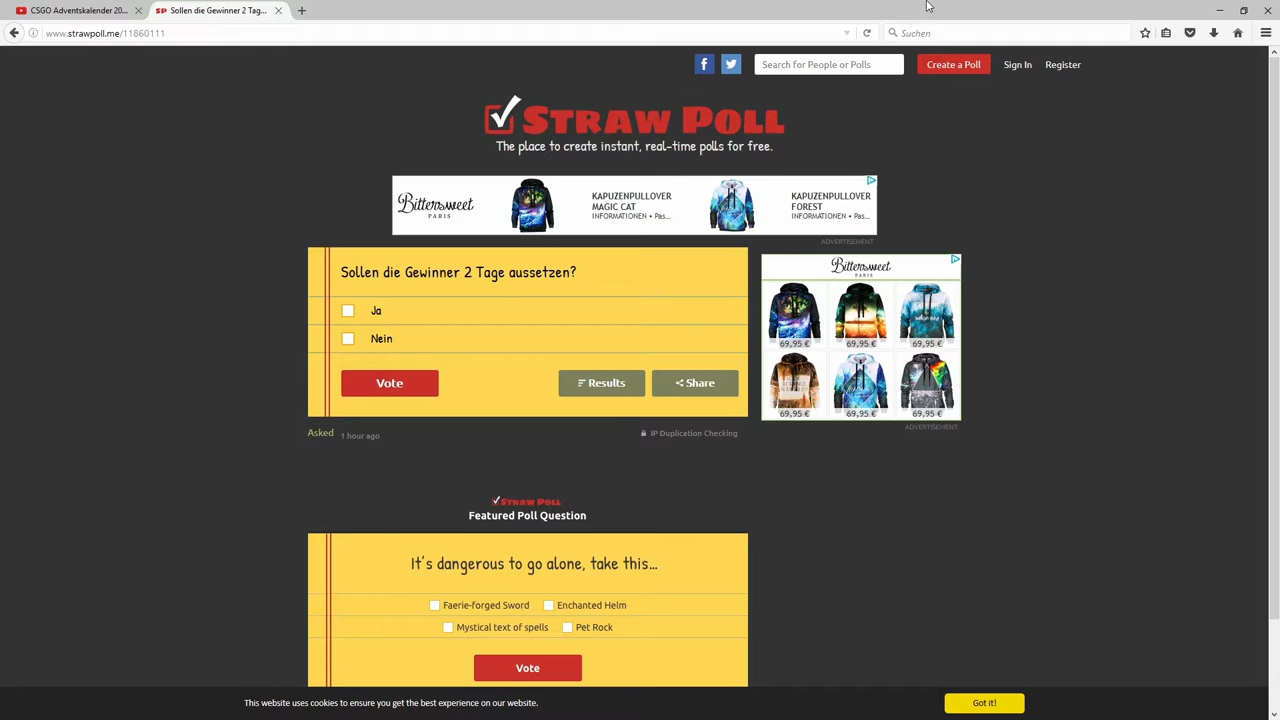 CSGO Adventskalender 20...
SP Sollen die Gewinner 2 Tag...
www.strawpoll.me/11860111
Suchen
Search for People or Polls
Create a Poll
Sign In
Register
STRAW POLL
The place to create instant, real-time polls for free.
Bittersweet
PARIS
KAPUZENPULLOVER
MAGIC CAT
INFORMATIONEN • Pas...
KAPUZENPULLOVER
FOREST
INFORMATIONEN • Pas...
ADVERTISEMENT
Sollen die Gewinner 2 Tage aussetzen?
Ja
Nein
Vote
Results
Share
Asked 1 hour ago
IP Duplication Checking
Bittersweet
PARIS
69,95 € 69,95 € 69,95 €
69,95 € 69,95 € 69,95 €
ADVERTISEMENT
STRAW POLL
Featured Poll Question
It's dangerous to go alone, take this...
Faerie-forged Sword Enchanted Helm
Mystical text of spells Pet Rock
Vote
This website uses cookies to ensure you get the best experience on our website.
Got it!